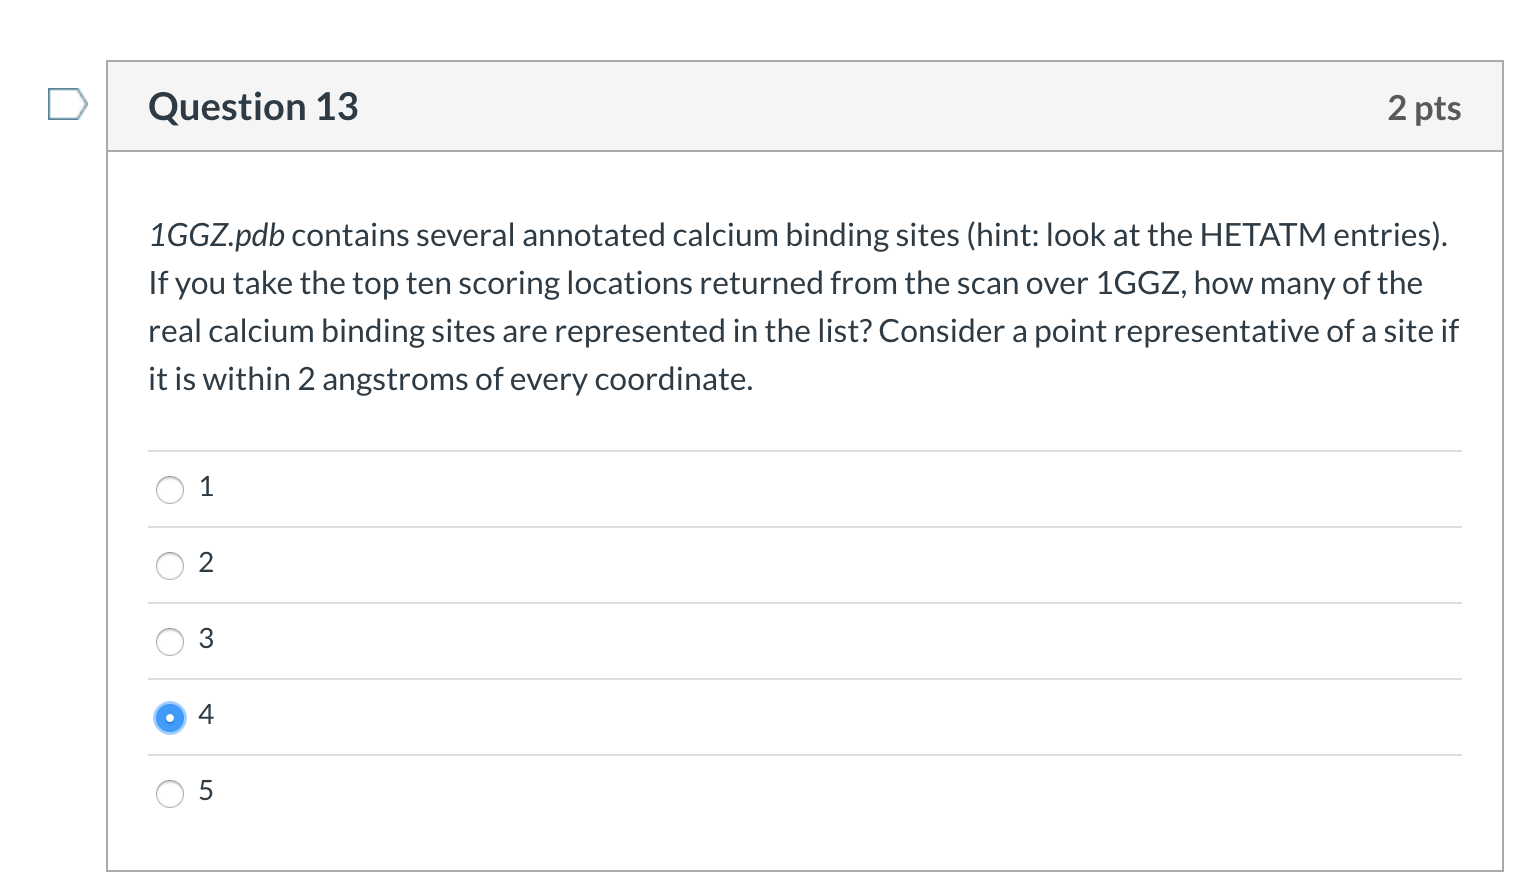 Question 13
2 pts
1GGZ.pdb contains several annotated calcium binding sites (hint: look at the HETATM entries).
If you take the top ten scoring locations returned from the scan over 1GGZ, how many of the
real calcium binding sites are represented in the list? Consider a point representative of a site if
it is within 2 angstroms of every coordinate.
1
2
3
4
5